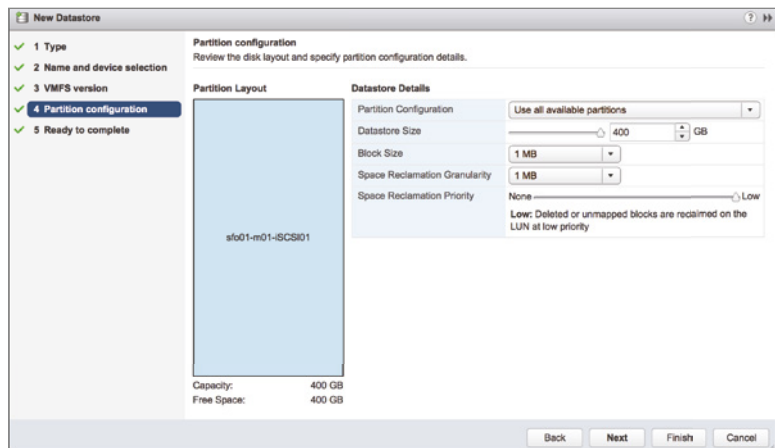 New Datastore
1 Type
2 Name and device selection
3 VMFS version
4 Partition configuration
5 Ready to complete
Partition configuration
Review the disk layout and specify partition configuration details.
Partition Layout
sfo01-m01-iSCSI01
Capacity: 400 GB
Free Space: 400 GB
Datastore Details
Partition Configuration Use all available partitions
Datastore Size 400 GB
Block Size 1 MB
Space Reclamation Granularity 1 MB
Space Reclamation Priority None Low
Low: Deleted or unmapped blocks are reclaimed on the
LUN at low priority
Back Next Finish Cancel